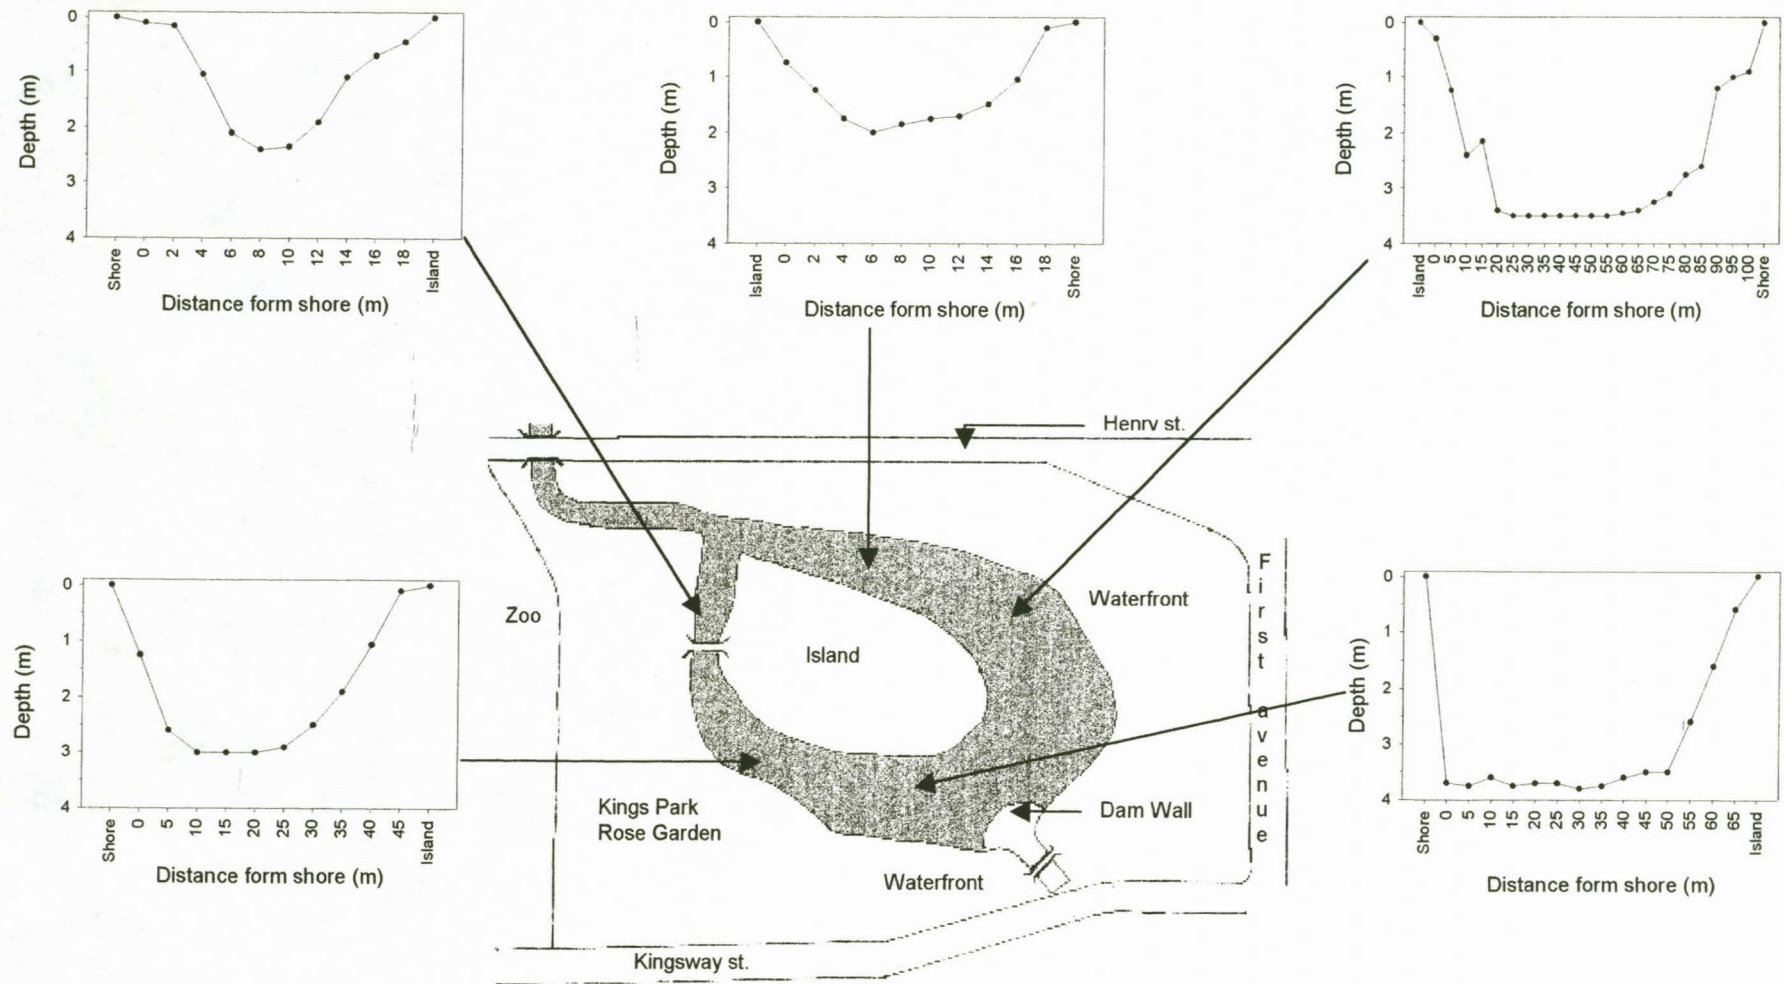 0
1
2
3
4
Depth (m)
Shore 0 2 4 6 8 10 12 14 16 18 Island
Distance form shore (m)
0
1
2
3
4
Depth (m)
Island 0 2 4 6 8 10 12 14 16 18 Shore
Distance form shore (m)
0
1
2
3
4
Depth (m)
Island 0 5 10 15 20 25 30 35 40 45 50 55 60 65 70 75 80 85 90 95 100 Shore
Distance form shore (m)
Henry st.
0
1
2
3
4
Depth (m)
Shore 0 5 10 15 20 25 30 35 40 45 Island
Distance form shore (m)
Zoo
Island
Waterfront
First avenue
Kings Park
Rose Garden
Dam Wall
Waterfront
Kingsway st.
0
1
2
3
4
Depth (m)
Shore 0 5 10 15 20 25 30 35 40 45 50 55 60 65 Island
Distance form shore (m)